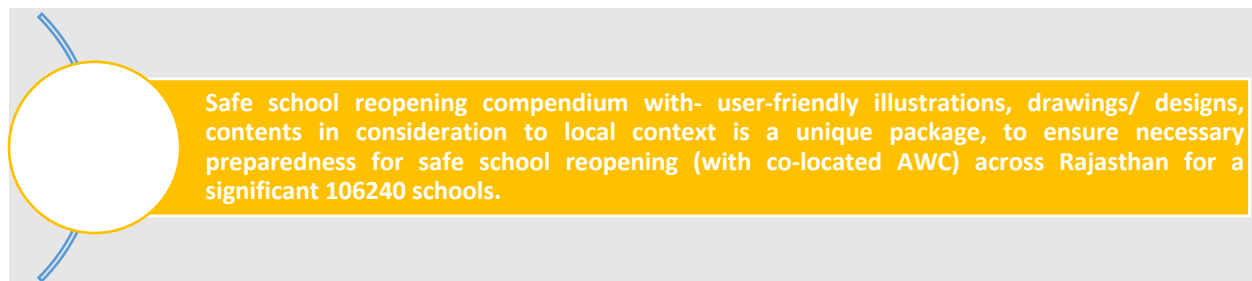 Safe school reopening compendium with- user-friendly illustrations, drawings/ designs,
contents in consideration to local context is a unique package, to ensure necessary
preparedness for safe school reopening (with co-located AWC) across Rajasthan for a
significant 106240 schools.